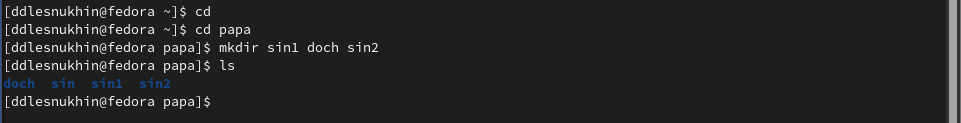 [ddlesnukhin@fedora ~]$ cd
[ddlesnukhin@fedora ~]$ cd papa
[ddlesnukhin@fedora papa]$ mkdir sin1 doch sin2
[ddlesnukhin@fedora papa]$ ls
doch  sin  sin1  sin2
[ddlesnukhin@fedora papa]$